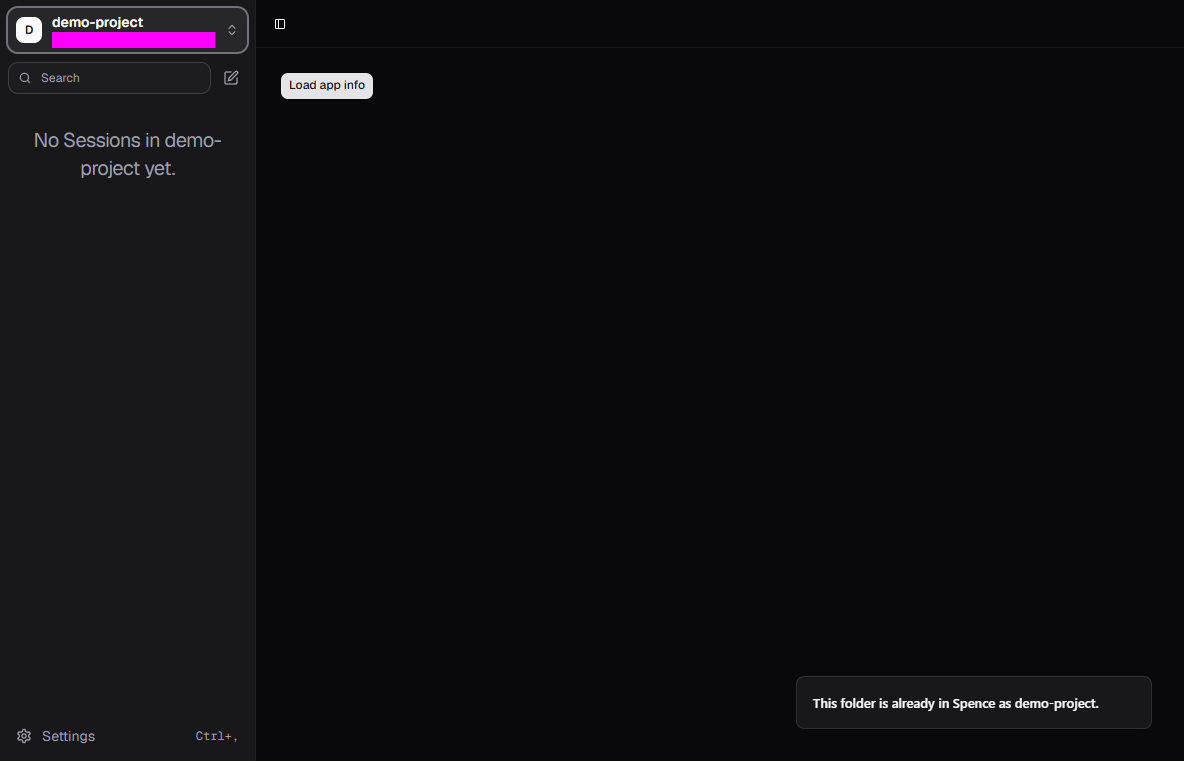 D
demo-project
Search
No Sessions in demo-
project yet.
Settings
Ctrl+,
Load app info
This folder is already in Spence as demo-project.